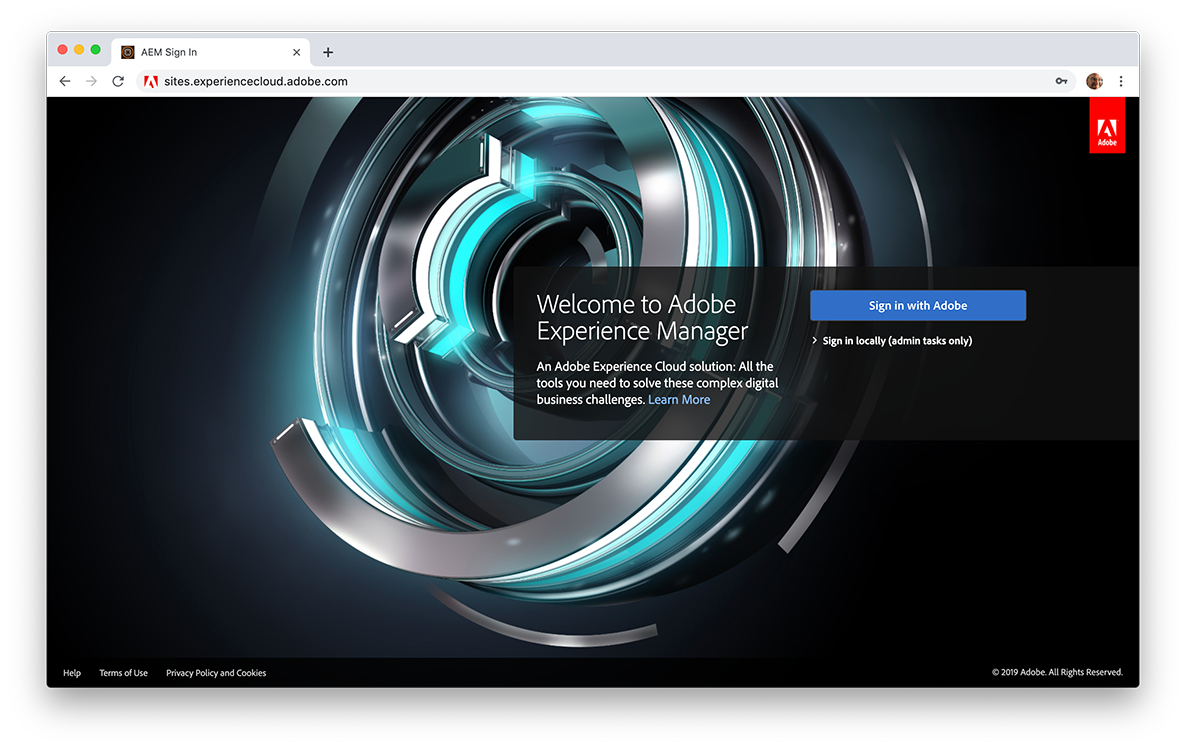 AEM Sign In
sites.experiencecloud.adobe.com
Adobe
Welcome to Adobe
Experience Manager
An Adobe Experience Cloud solution: All the
tools you need to solve these complex digital
business challenges. Learn More
Sign in with Adobe
Sign in locally (admin tasks only)
Help Terms of Use Privacy Policy and Cookies
© 2019 Adobe. All Rights Reserved.